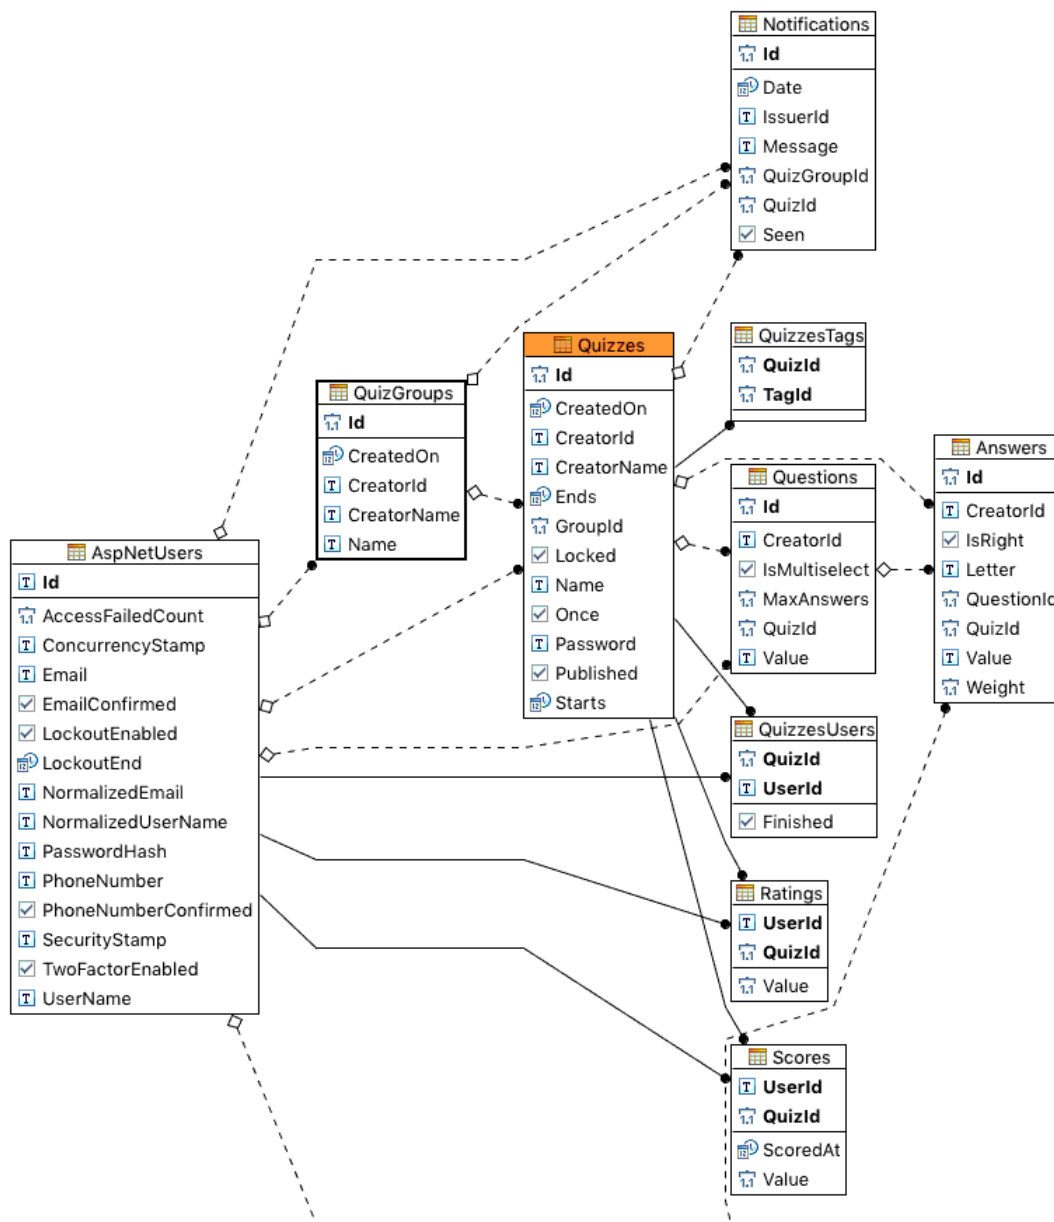 Notifications
Id
Date
IssuerId
Message
QuizGroupId
QuizId
Seen
QuizzesTags
QuizId
TagId
Quizzes
Id
CreatedOn
CreatorId
CreatorName
Ends
GroupId
Locked
Name
Once
Password
Published
Starts
QuizGroups
Id
CreatedOn
CreatorId
CreatorName
Name
Answers
Id
CreatorId
IsRight
Letter
QuestionId
QuizId
Value
Weight
Questions
Id
CreatorId
IsMultiselect
MaxAnswers
QuizId
Value
AspNetUsers
Id
AccessFailedCount
ConcurrencyStamp
Email
EmailConfirmed
LockoutEnabled
LockoutEnd
NormalizedEmail
NormalizedUserName
PasswordHash
PhoneNumber
PhoneNumberConfirmed
SecurityStamp
TwoFactorEnabled
UserName
QuizzesUsers
QuizId
UserId
Finished
Ratings
UserId
QuizId
Value
Scores
UserId
QuizId
ScoredAt
Value